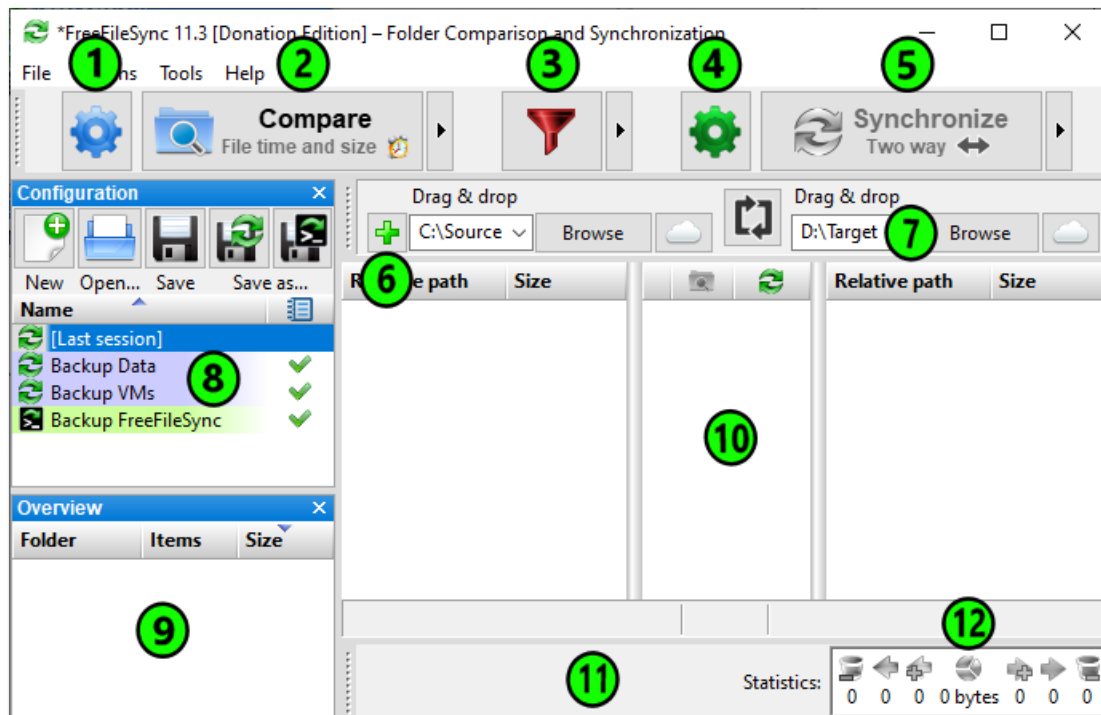 *FreeFileSync 11.3 [Donation Edition] – Folder Comparison and Synchronization
1
2
3
4
5
File
Tools
Help
Compare
File time and size
Synchronize
Two way
Configuration
Drag & drop
Drag & drop
C:\Source
Browse
D:\Target
7
Browse
New
Open...
Save
Save as...
6
path
Size
Relative path
Size
Name
[Last session]
Backup Data
8
Backup VMs
Backup FreeFileSync
10
Overview
Folder
Items
Size
9
12
11
Statistics:
0 0 0 0 bytes 0 0 0